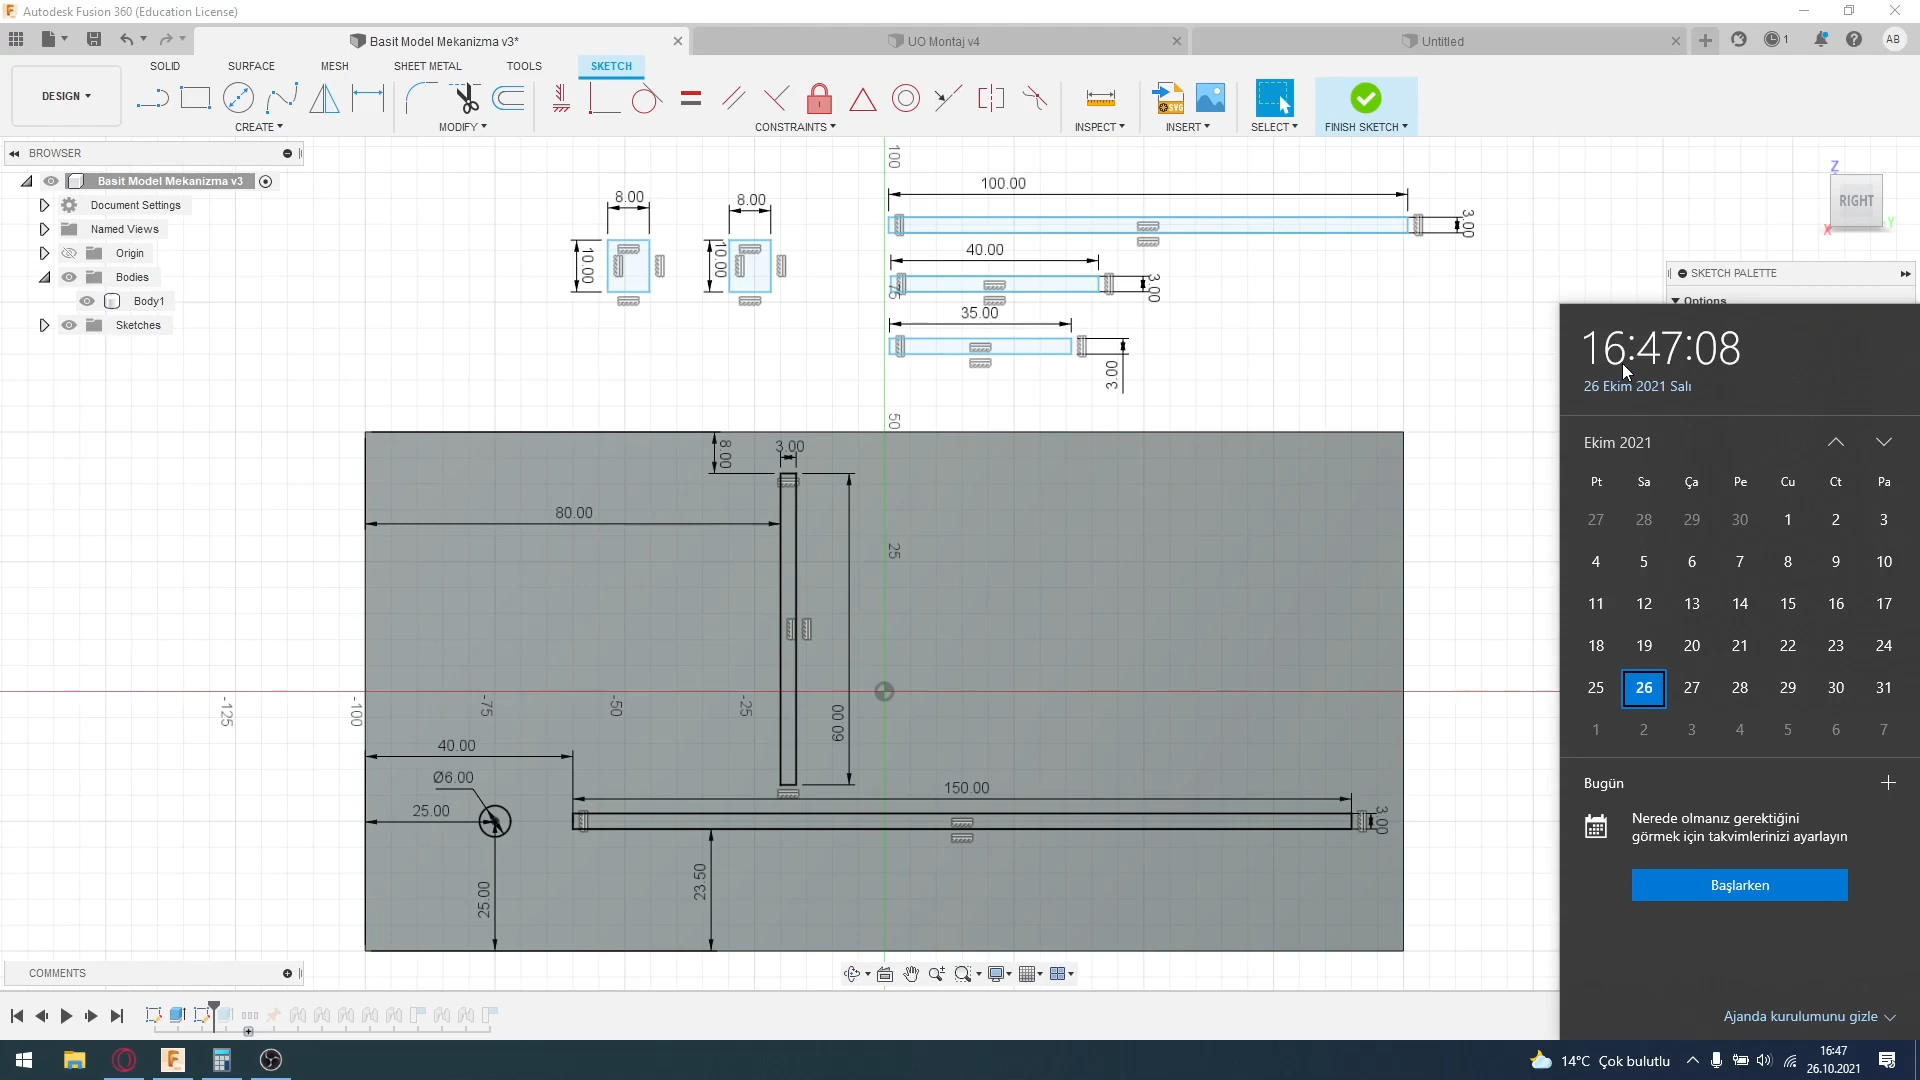 Autodesk Fusion 360 (Education License)
Basit Model Mekanizma v3*
UO Montaj v4
Untitled
1
AB
DESIGN
SOLID
SURFACE
MESH
SHEET METAL
TOOLS
SKETCH
CREATE
MODIFY
CONSTRAINTS
INSPECT
INSERT
SVG
SELECT
FINISH SKETCH
BROWSER
Basit Model Mekanizma v3
Document Settings
Named Views
Origin
Bodies
Body1
Sketches
Z
RIGHT
X
Y
SKETCH PALETTE
Options
100
8.00
8.00
100.00
3.00
10.00
10.00
40.00
75
3.00
35.00
3.00
50
8.00
3.00
80.00
25
-125
-100
-75
-50
-25
60.00
40.00
Ø6.00
25.00
150.00
3.00
25.00
23.50
16:47:08
26 Ekim 2021 Salı
Ekim 2021
Pt Sa Ça Pe Cu Ct Pa
27 28 29 30 1 2 3
4 5 6 7 8 9 10
11 12 13 14 15 16 17
18 19 20 21 22 23 24
25 26 27 28 29 30 31
1 2 3 4 5 6 7
Bugün
Nerede olmanız gerektiğini
görmek için takvimlerinizi ayarlayın
Başlarken
Ajanda kurulumunu gizle
COMMENTS
14°C Çok bulutlu
16:47
26.10.2021